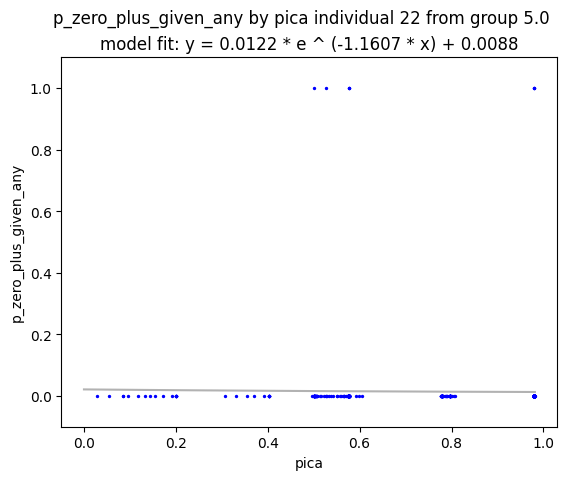 p_zero_plus_given_any by pica individual 22 from group 5.0
model fit: y = 0.0122 * e ^ (-1.1607 * x) + 0.0088
1.0
0.8
0.6
0.4
0.2
0.0
p_zero_plus_given_any
0.0 0.2 0.4 0.6 0.8 1.0
pica